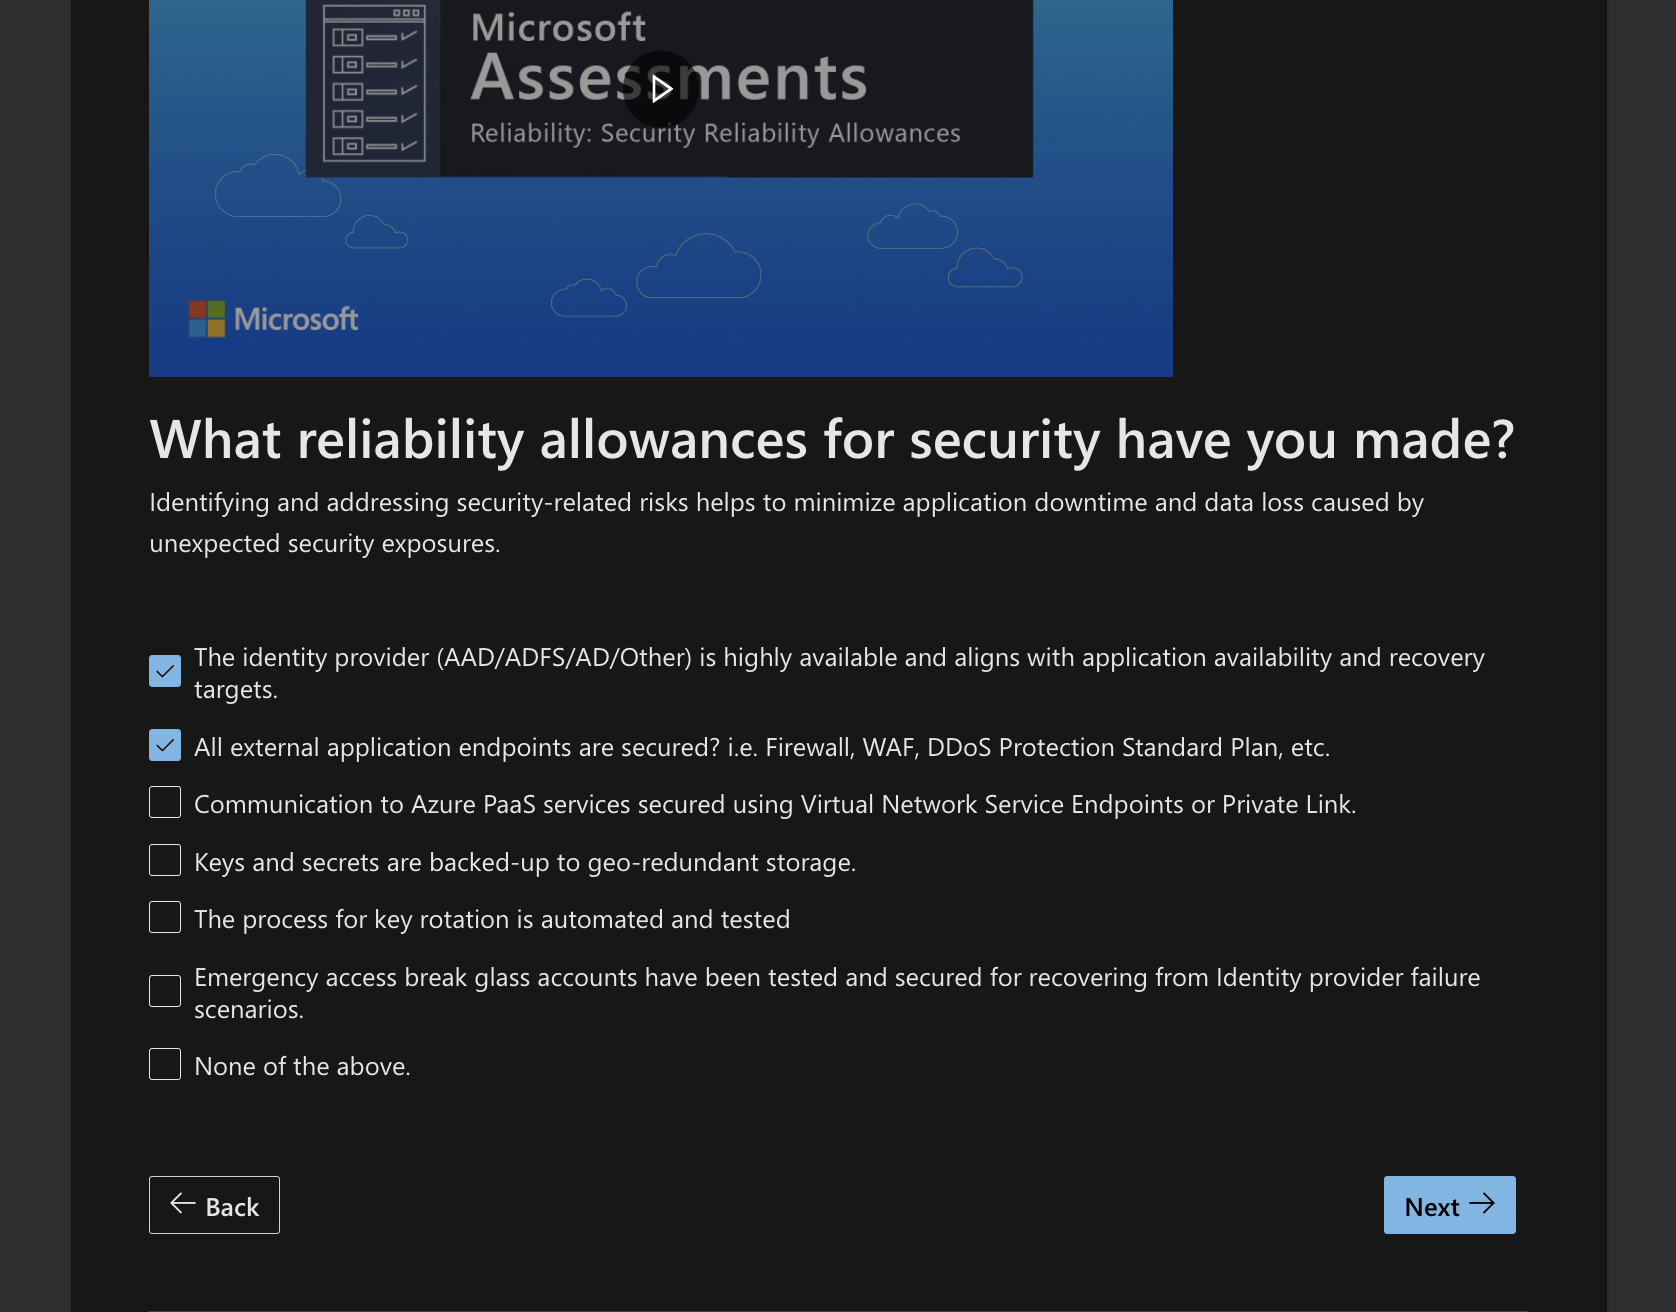 Microsoft
Assessments
Reliability: Security Reliability Allowances
Microsoft
What reliability allowances for security have you made?
Identifying and addressing security-related risks helps to minimize application downtime and data loss caused by
unexpected security exposures.
The identity provider (AAD/ADFS/AD/Other) is highly available and aligns with application availability and recovery
targets.
All external application endpoints are secured? i.e. Firewall, WAF, DDoS Protection Standard Plan, etc.
Communication to Azure PaaS services secured using Virtual Network Service Endpoints or Private Link.
Keys and secrets are backed-up to geo-redundant storage.
The process for key rotation is automated and tested
Emergency access break glass accounts have been tested and secured for recovering from Identity provider failure
scenarios.
None of the above.
Back
Next